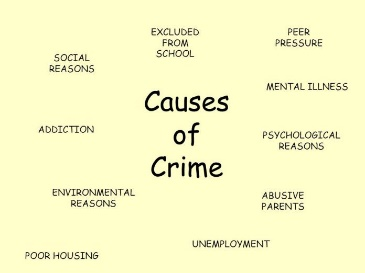 EXCLUDED
FROM
SCHOOL
PEER
PRESSURE
SOCIAL
REASONS
MENTAL ILLNESS
Causes
of
Crime
ADDICTION
PSYCHOLOGICAL
REASONS
ENVIRONMENTAL
REASONS
ABUSIVE
PARENTS
UNEMPLOYMENT
POOR HOUSING